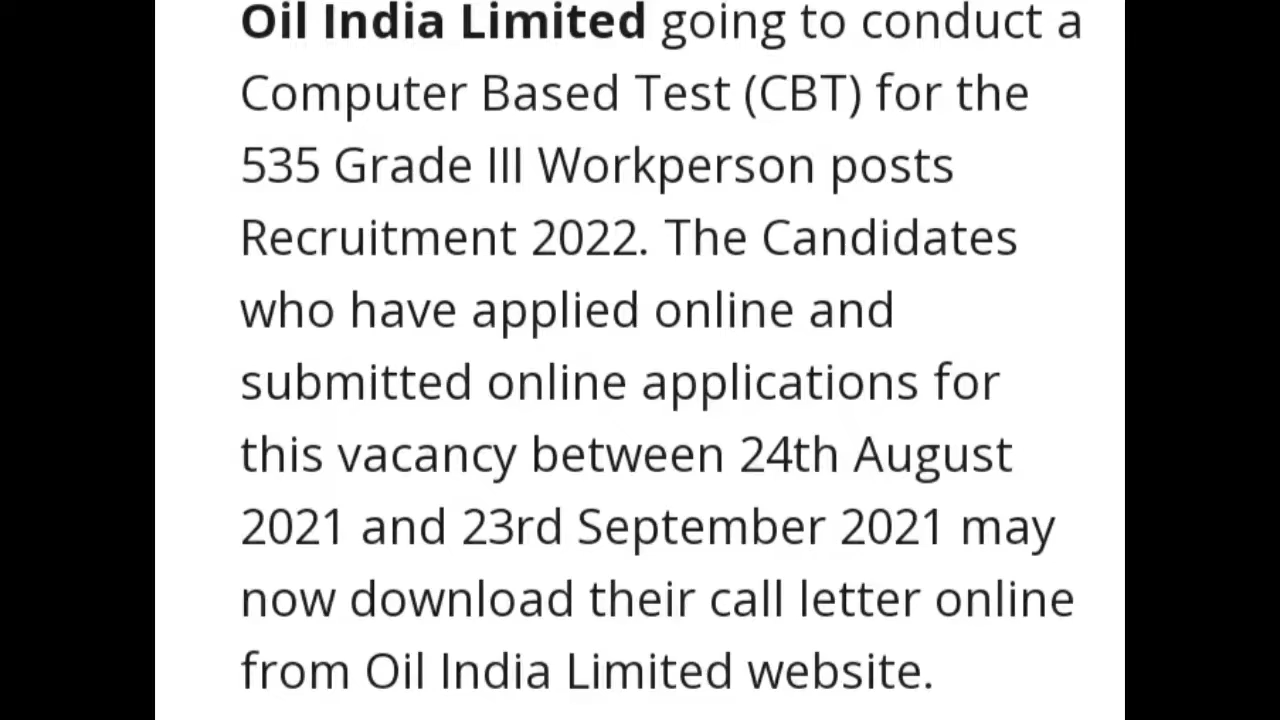 Oil India Limited going to conduct a
Computer Based Test (CBT) for the
535 Grade III Workperson posts
Recruitment 2022. The Candidates
who have applied online and
submitted online applications for
this vacancy between 24th August
2021 and 23rd September 2021 may
now download their call letter online
from Oil India Limited website.